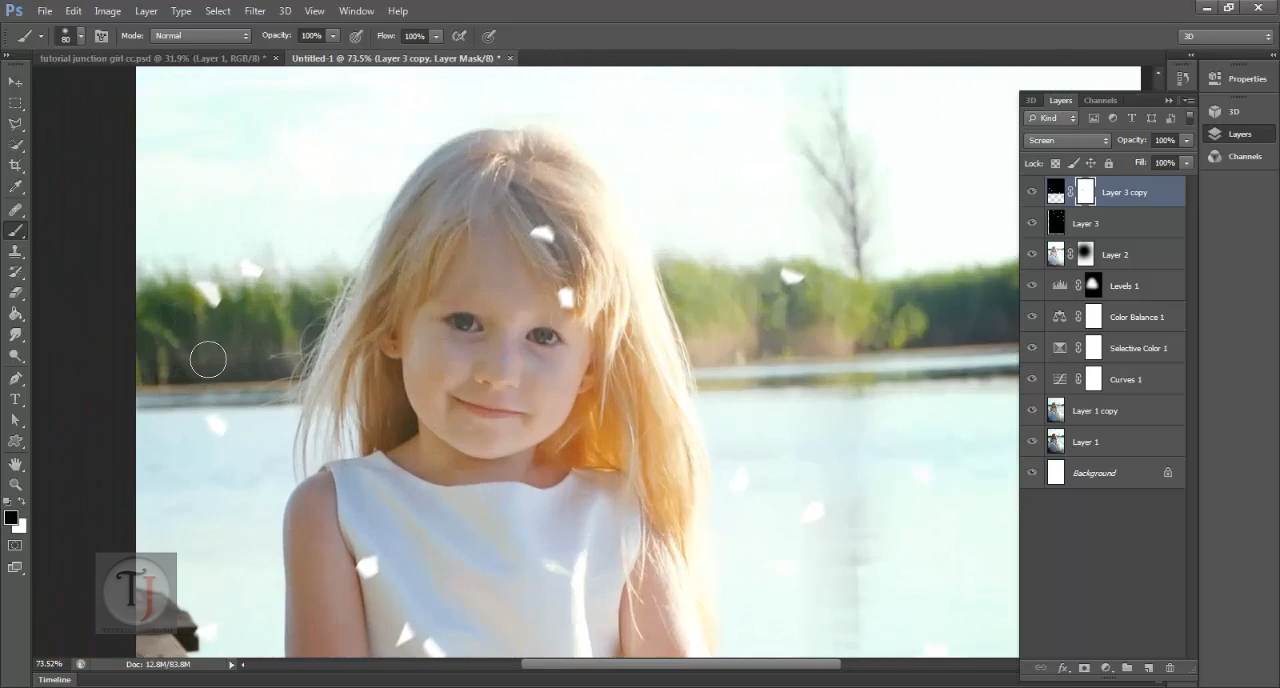 Ps File Edit Image Layer Type Select Filter 3D View Window Help
80 Mode: Normal Opacity: 100% Flow: 100% 3D
tutorial junction girl cc.psd @ 31.9% (Layer 1, RGB/8) * × Untitled-1 @ 73.5% (Layer 3 copy, Layer Mask/8) * ×
Properties
3D Layers Channels
Kind
3D
Screen Opacity: 100%
Layers
Lock: Fill: 100%
Channels
Layer 3 copy
Layer 3
Layer 2
Levels 1
Color Balance 1
Selective Color 1
Curves 1
Layer 1 copy
Layer 1
Background
TJ
73.52% Doc: 12.8M/83.8M
Timeline